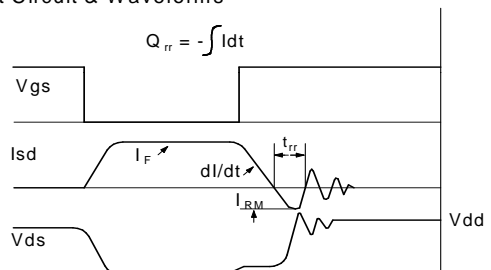 t Circuit & Waveforms
Q rr = - ∫ Idt
Vgs
t rr
Isd
I F
dI/dt
I RM
Vdd
Vds